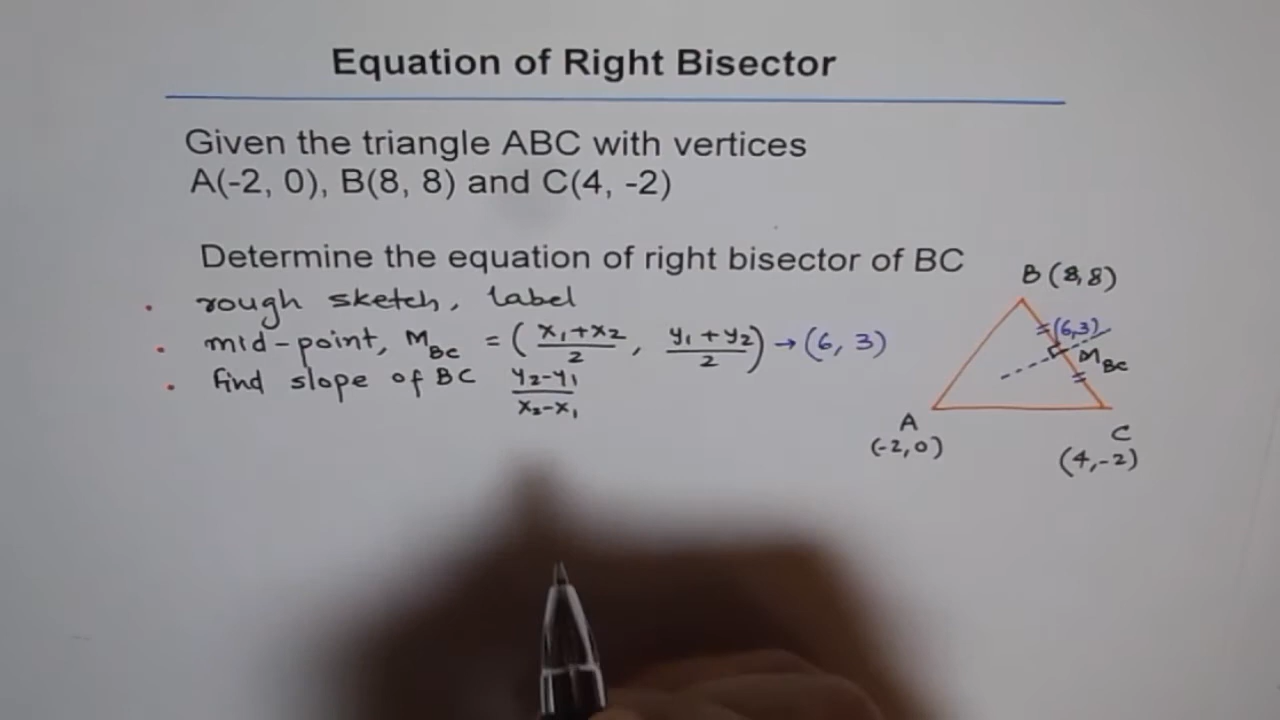 Equation of Right Bisector
Given the triangle ABC with vertices
A(-2, 0), B(8, 8) and C(4, -2)
Determine the equation of right bisector of BC
B (8,8)
. rough sketch, label
. mid-point, M_BC = ( (x₁+x₂)/2 , (y₁+y₂)/2 ) → (6, 3)
(6,3)
M_BC
. find slope of BC (y₂-y₁)/(x₂-x₁)
A
(-2,0)
C
(4,-2)